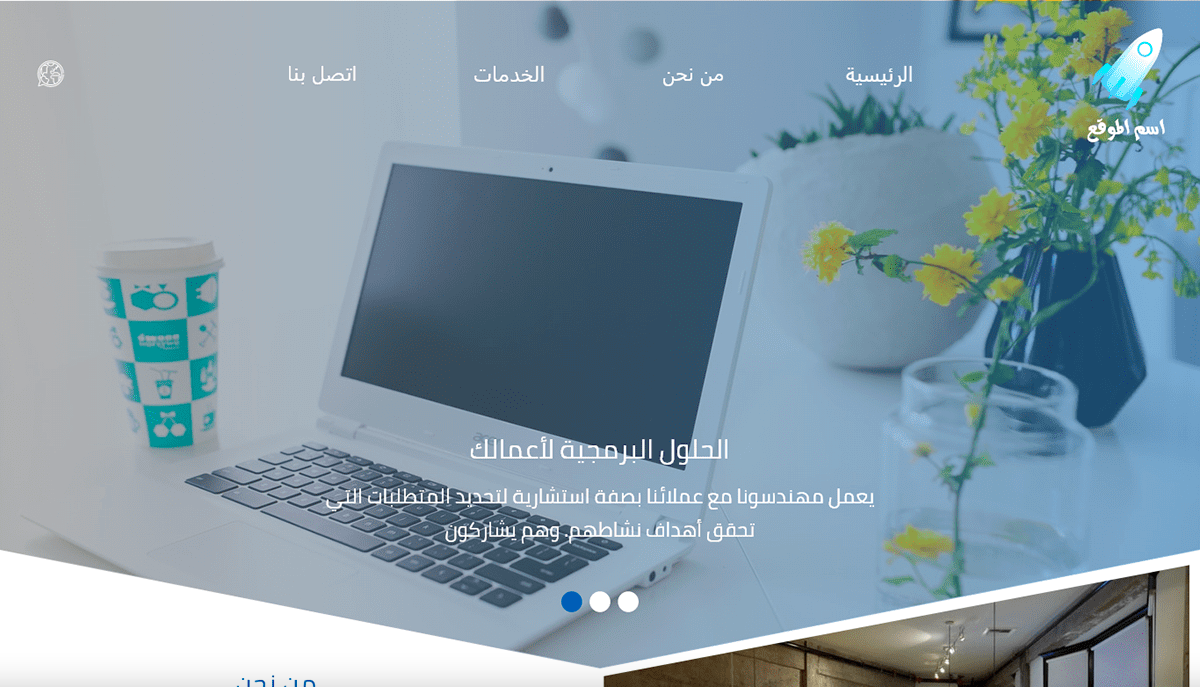 اسم الموقع
الرئيسية
من نحن
الخدمات
اتصل بنا
الحلول البرمجية لأعمالك
يعمل مهندسونا مع عملائنا بصفة استشارية لتحديد المتطلبات التي
تحقق أهداف نشاطهم. وهم يشاركون
من نحن